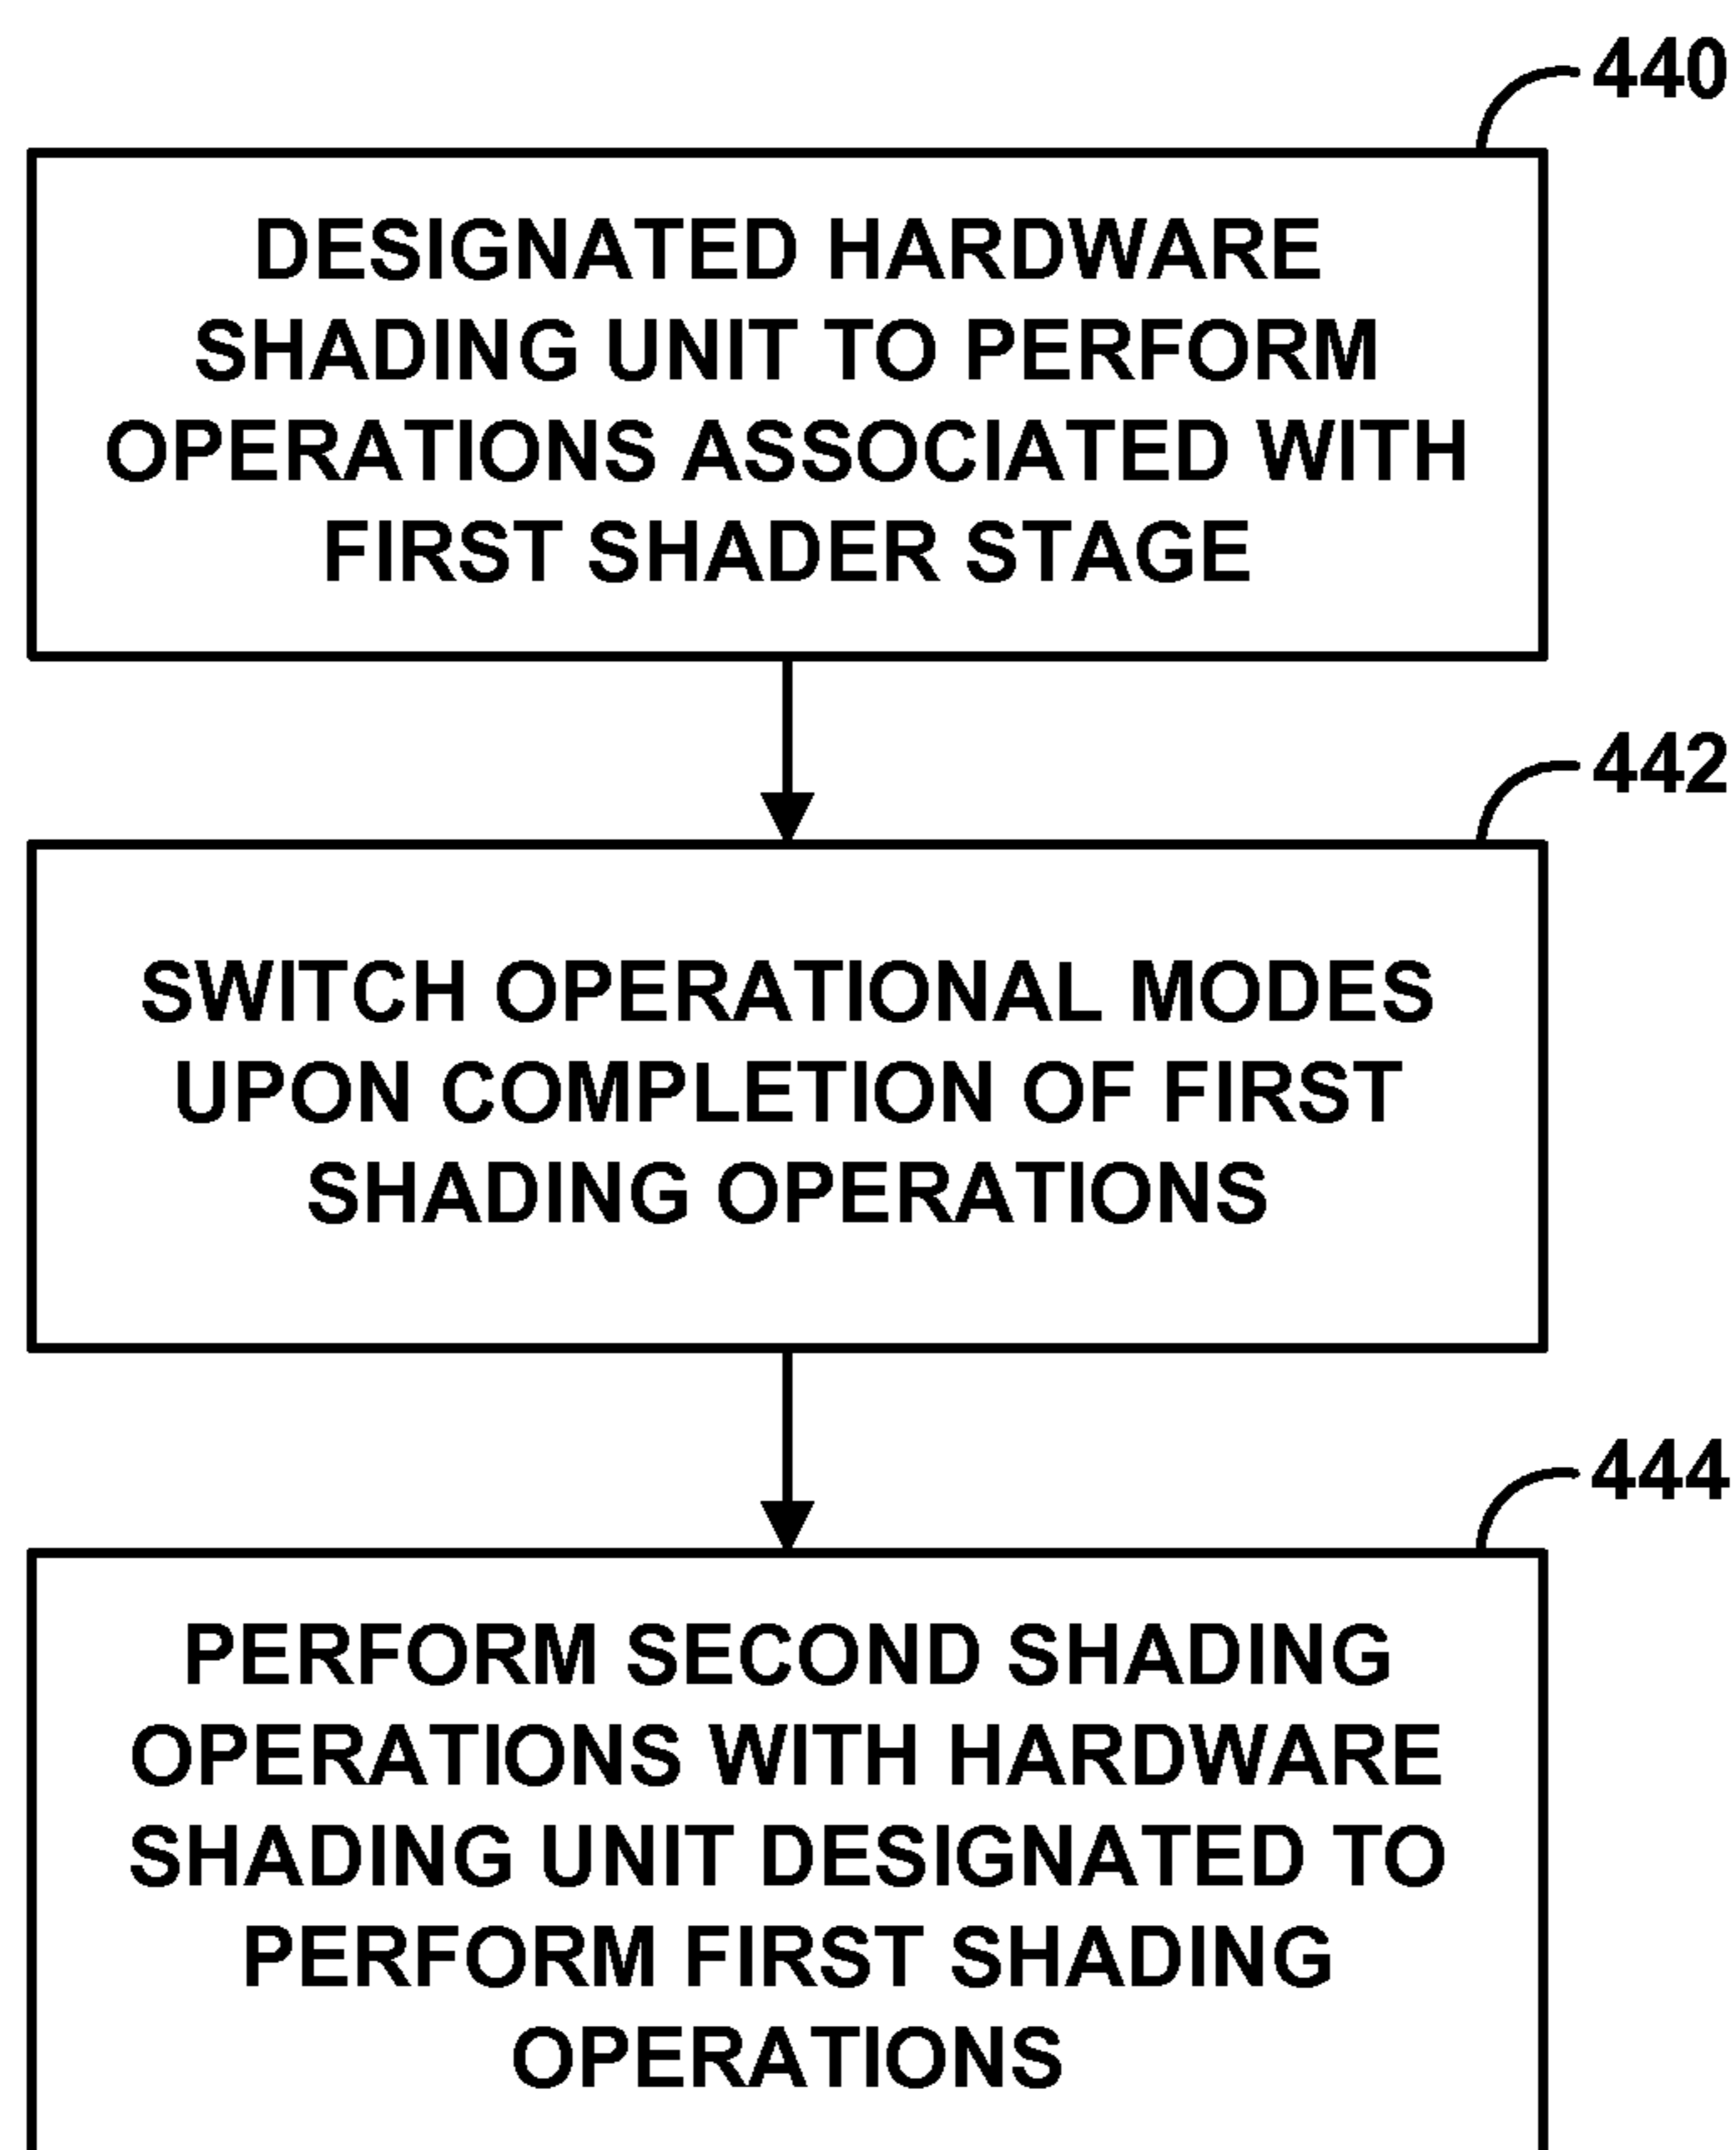 440
DESIGNATED HARDWARE
SHADING UNIT TO PERFORM
OPERATIONS ASSOCIATED WITH
FIRST SHADER STAGE
442
SWITCH OPERATIONAL MODES
UPON COMPLETION OF FIRST
SHADING OPERATIONS
444
PERFORM SECOND SHADING
OPERATIONS WITH HARDWARE
SHADING UNIT DESIGNATED TO
PERFORM FIRST SHADING
OPERATIONS